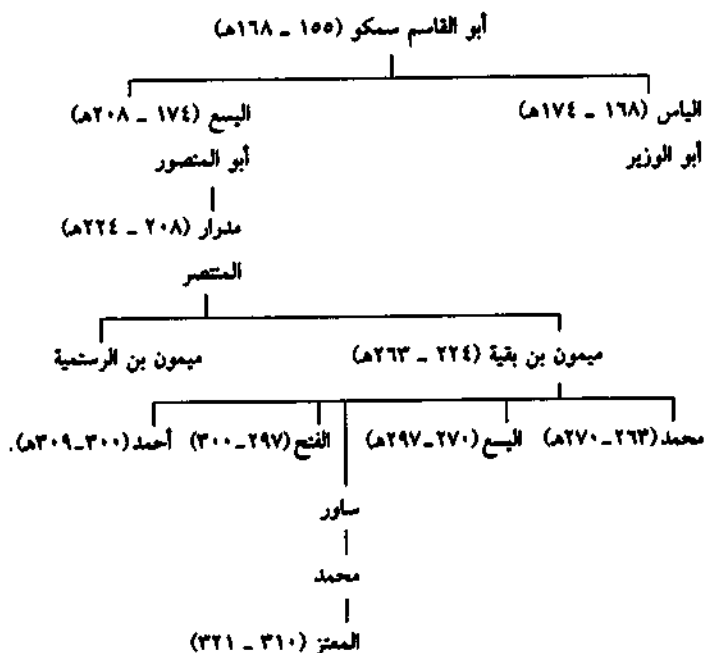 أبو القاسم سمكو (١٥٥ - ١٦٨هـ)
الياس (١٦٨ - ١٧٤هـ) اليسع (١٧٤ - ٢٠٨هـ)
أبو الوزير أبو المنصور
مدرار (٢٠٨ - ٢٢٤هـ)
المنتصر
ميمون بن بقية (٢٢٤ - ٢٦٣هـ) ميمون بن الرستمية
محمد (٢٦٣-٢٧٠هـ) اليسع (٢٧٠-٢٩٧هـ) الفتح (٢٩٧-٣٠٠) أحمد (٣٠٠-٣٠٩هـ).
ساور
محمد
المعتز (٣١٠ - ٣٢١)